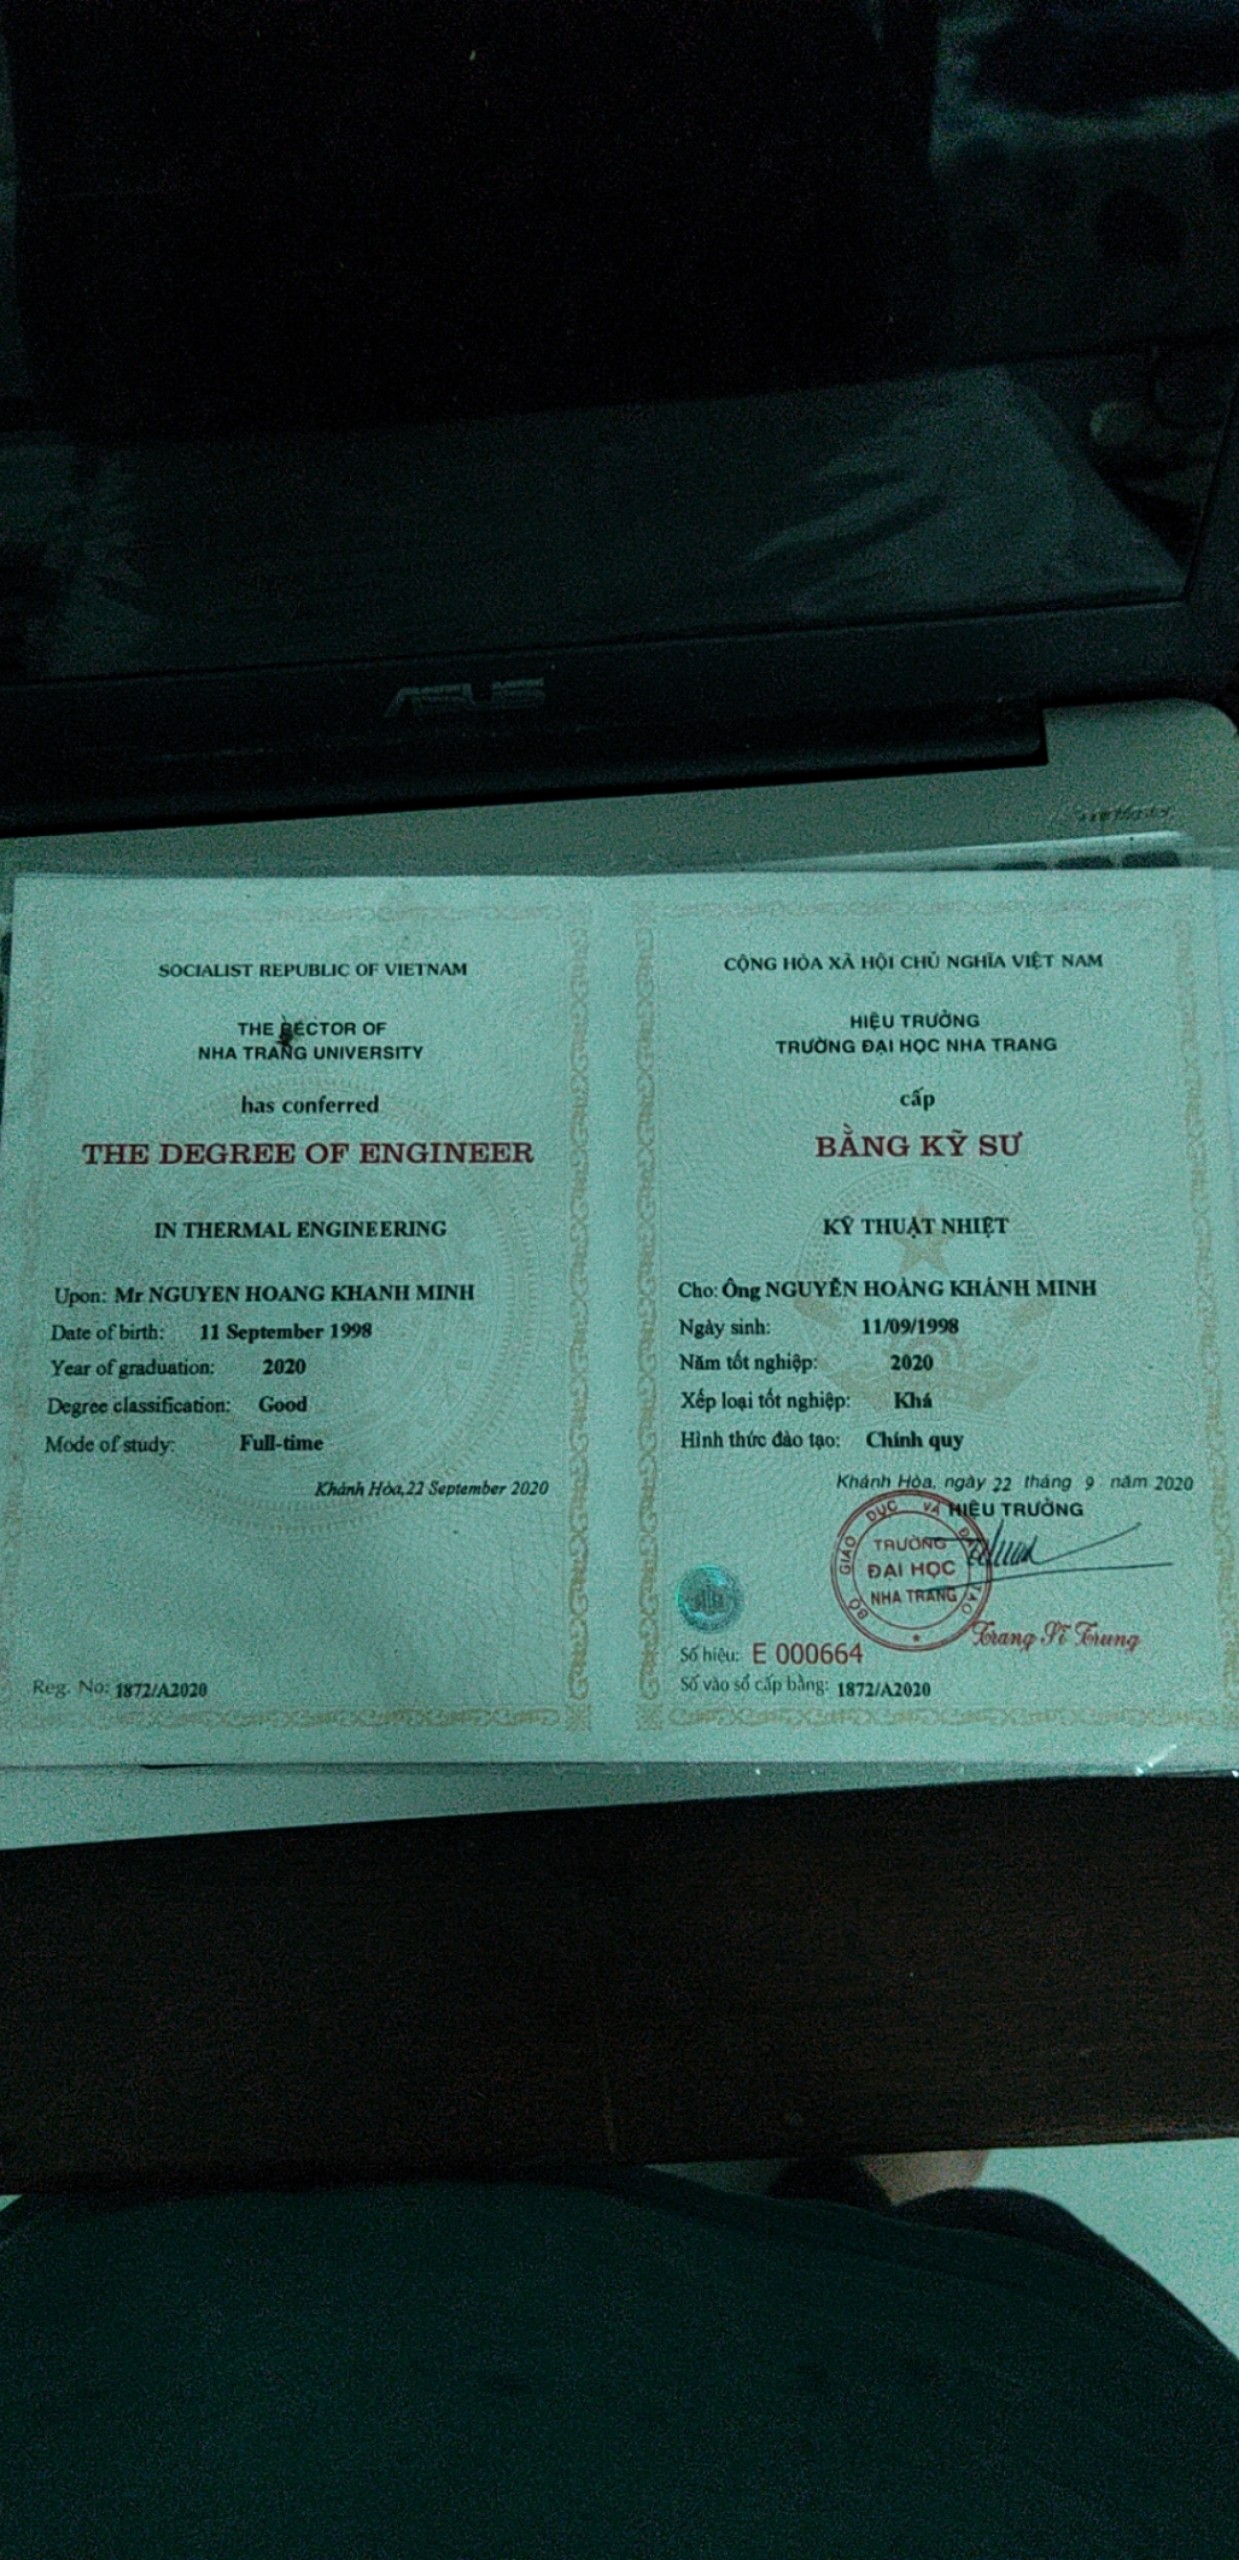 ASUS
SOCIALIST REPUBLIC OF VIETNAM
THE RECTOR OF
NHA TRANG UNIVERSITY
has conferred
THE DEGREE OF ENGINEER
IN THERMAL ENGINEERING
Upon: Mr NGUYEN HOANG KHANH MINH
Date of birth: 11 September 1998
Year of graduation: 2020
Degree classification: Good
Mode of study: Full-time
Khánh Hòa,22 September 2020
Reg. No: 1872/A2020
CỘNG HÒA XÃ HỘI CHỦ NGHĨA VIỆT NAM
HIỆU TRƯỞNG
TRƯỜNG ĐẠI HỌC NHA TRANG
cấp
BẰNG KỸ SƯ
KỸ THUẬT NHIỆT
Cho: Ông NGUYỄN HOÀNG KHÁNH MINH
Ngày sinh: 11/09/1998
Năm tốt nghiệp: 2020
Xếp loại tốt nghiệp: Khá
Hình thức đào tạo: Chính quy
Khánh Hòa, ngày 22 tháng 9 năm 2020
HIỆU TRƯỞNG
BỘ GIÁO DỤC VÀ ĐÀO TẠO
TRƯỜNG
ĐẠI HỌC
NHA TRANG
Trang Sĩ Trung
Số hiệu: E 000664
Số vào sổ cấp bằng: 1872/A2020